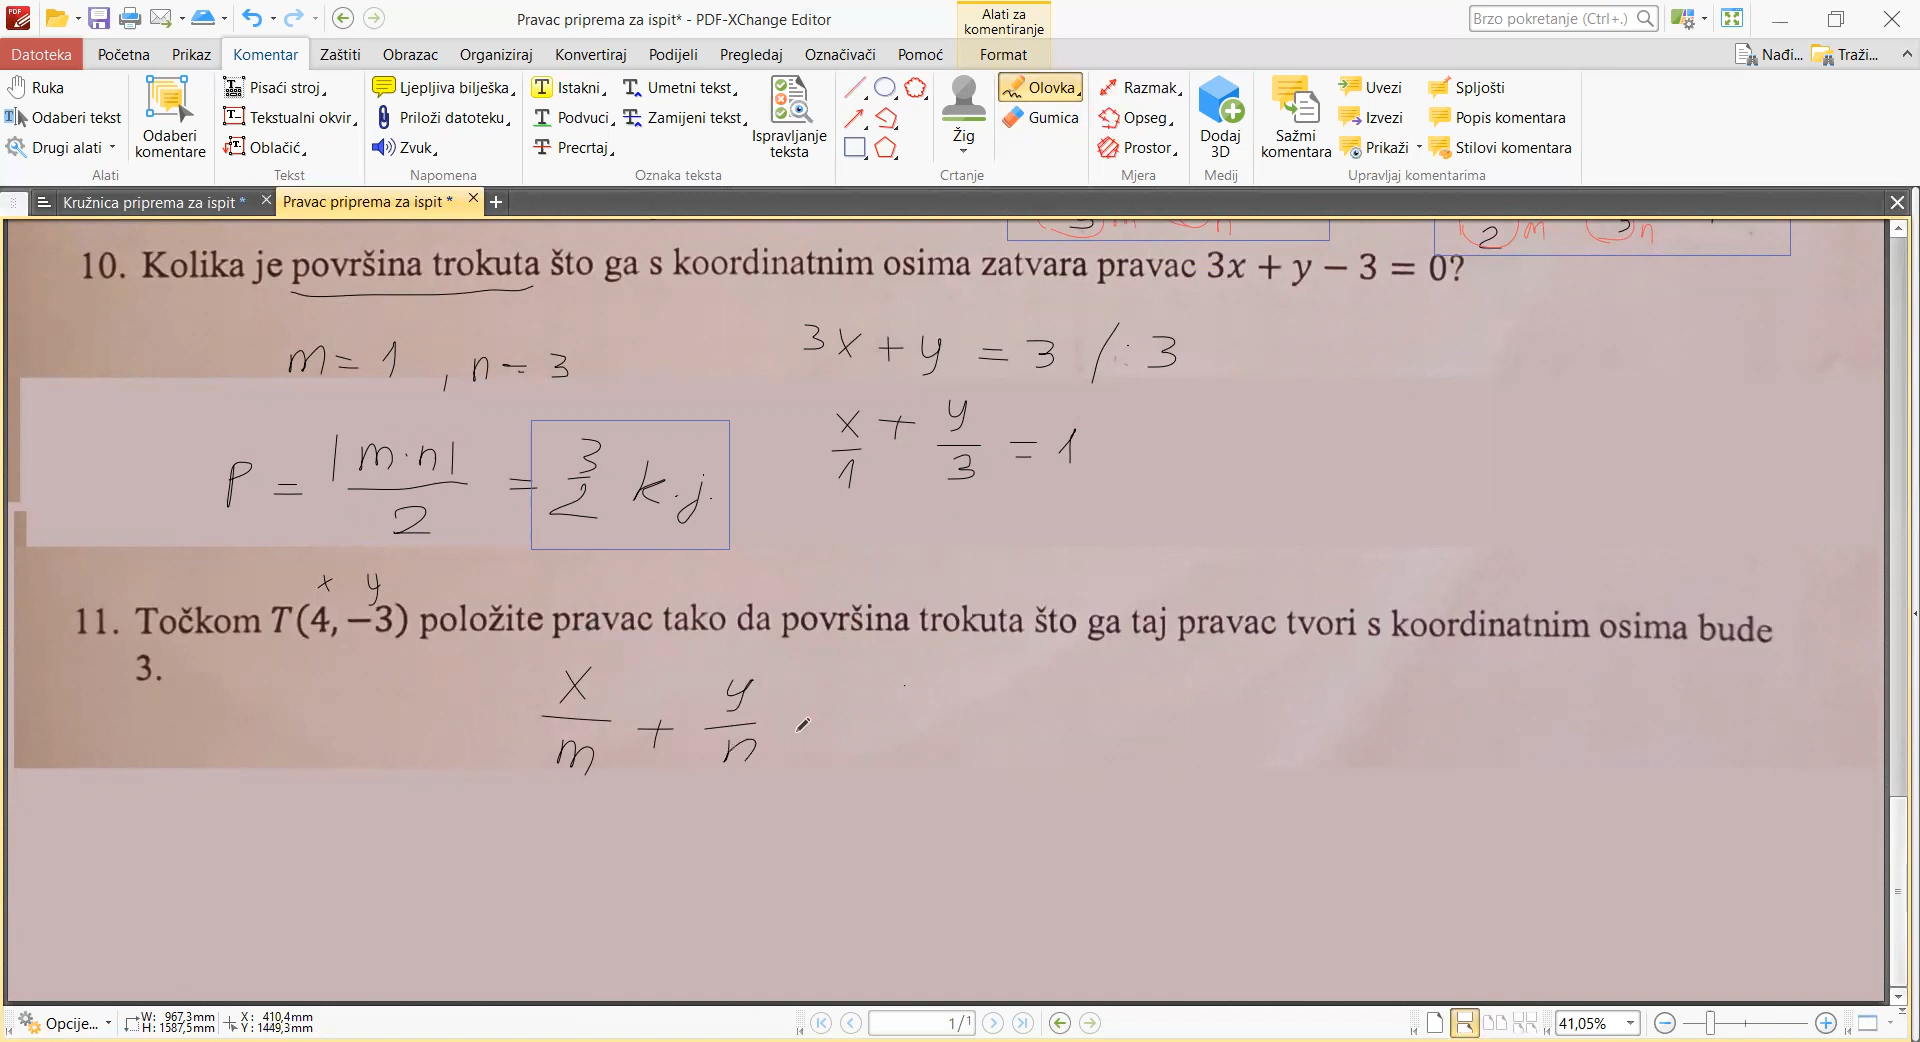 Pravac priprema za ispit* - PDF-XChange Editor
Alati za komentiranje
Brzo pokretanje (Ctrl+.)
Datoteka Početna Prikaz Komentar Zaštiti Obrazac Organiziraj Konvertiraj Podijeli Pregledaj Označivači Pomoć Format Nađi... Traži...
Ruka
Odaberi tekst
Drugi alati
Alati
Odaberi komentare
Pisaći stroj
Tekstualni okvir
Oblačić
Tekst
Ljepljiva bilješka
Priloži datoteku
Zvuk
Napomena
Istakni
Podvuci
Precrtaj
Umetni tekst
Zamijeni tekst
Ispravljanje teksta
Oznaka teksta
Žig
Olovka
Gumica
Crtanje
Razmak
Opseg
Prostor
Mjera
Dodaj 3D
Medij
Sažmi komentara
Uvezi
Izvezi
Prikaži
Spljošti
Popis komentara
Stilovi komentara
Upravljaj komentarima
Kružnica priprema za ispit *
Pravac priprema za ispit *
10. Kolika je površina trokuta što ga s koordinatnim osima zatvara pravac 3x + y − 3 = 0?
m = 1 , n = 3
3x + y = 3 / : 3
x/1 + y/3 = 1
P = |m·n|/2 = 3/2 k.j.
x y
11. Točkom T(4, −3) položite pravac tako da površina trokuta što ga taj pravac tvori s koordinatnim osima bude
3.
x/m + y/n
Opcije...
W: 967,3mm
H: 1587,5mm
X: 410,4mm
Y: 1449,3mm
1/1
41,05%